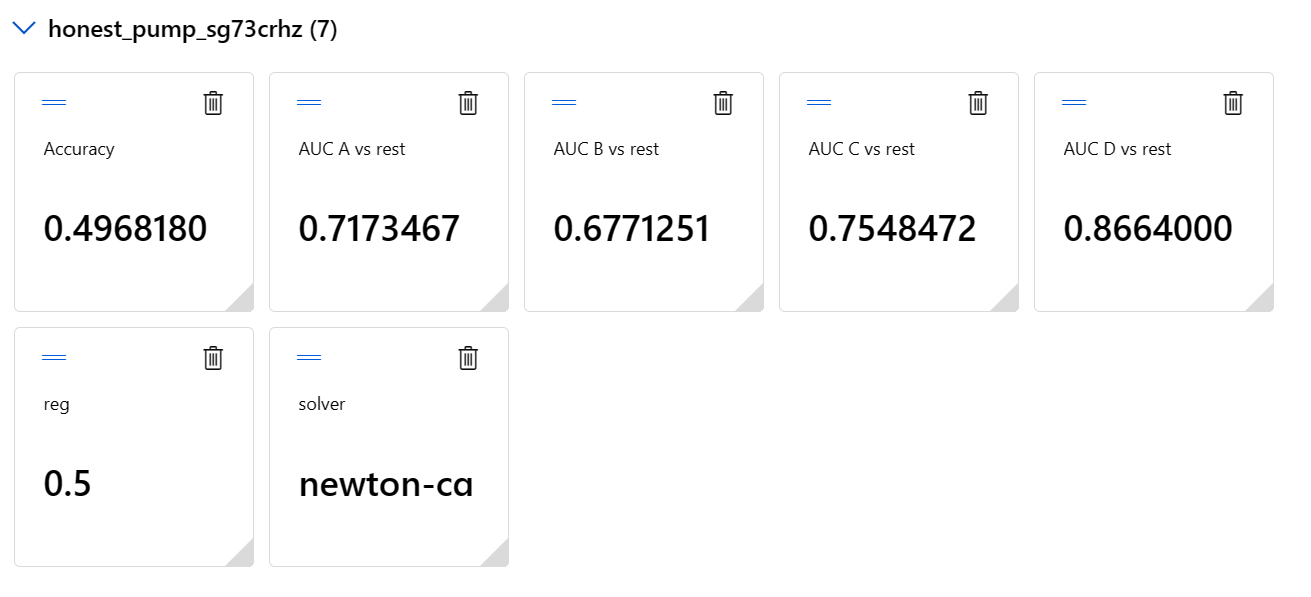 honest_pump_sg73crhz (7)
Accuracy
0.4968180
AUC A vs rest
0.7173467
AUC B vs rest
0.6771251
AUC C vs rest
0.7548472
AUC D vs rest
0.8664000
reg
0.5
solver
newton-cg